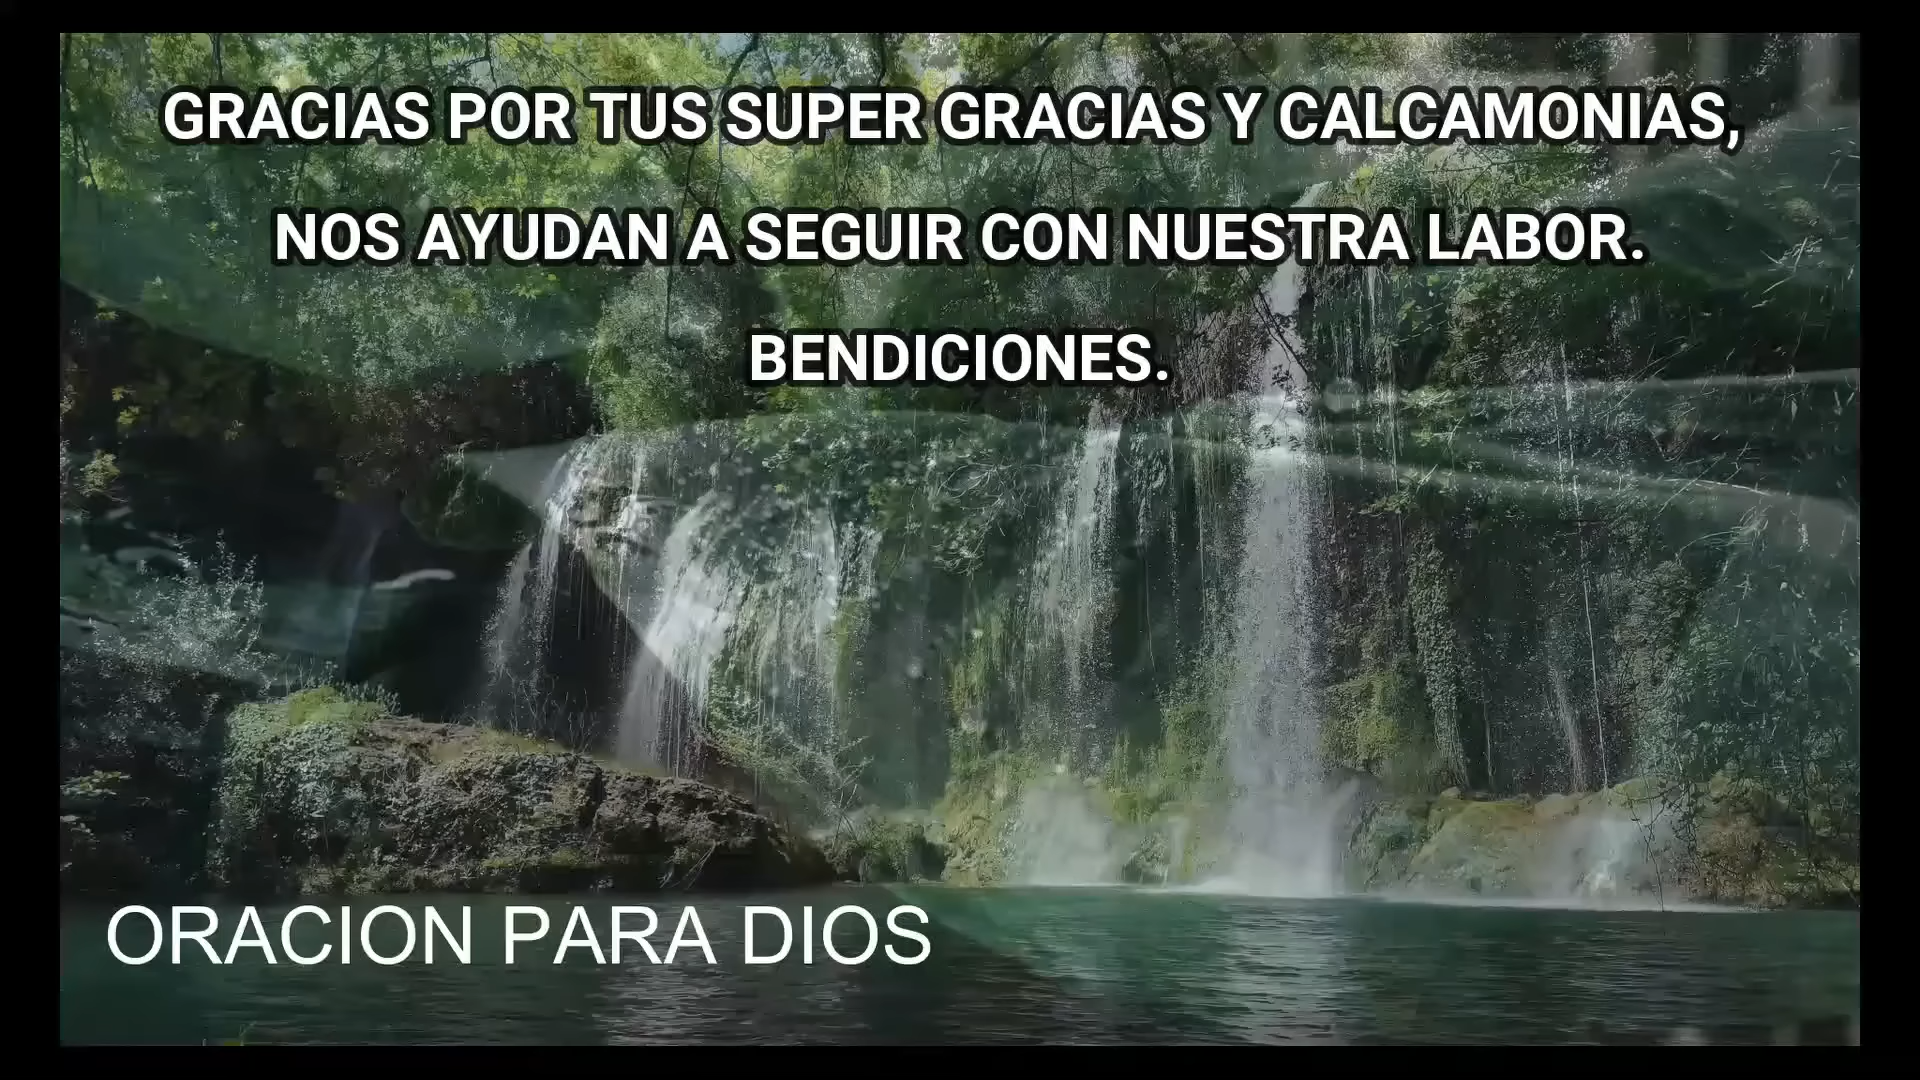 GRACIAS POR TUS SUPER GRACIAS Y CALCAMONIAS,
NOS AYUDAN A SEGUIR CON NUESTRA LABOR.
BENDICIONES.
ORACION PARA DIOS